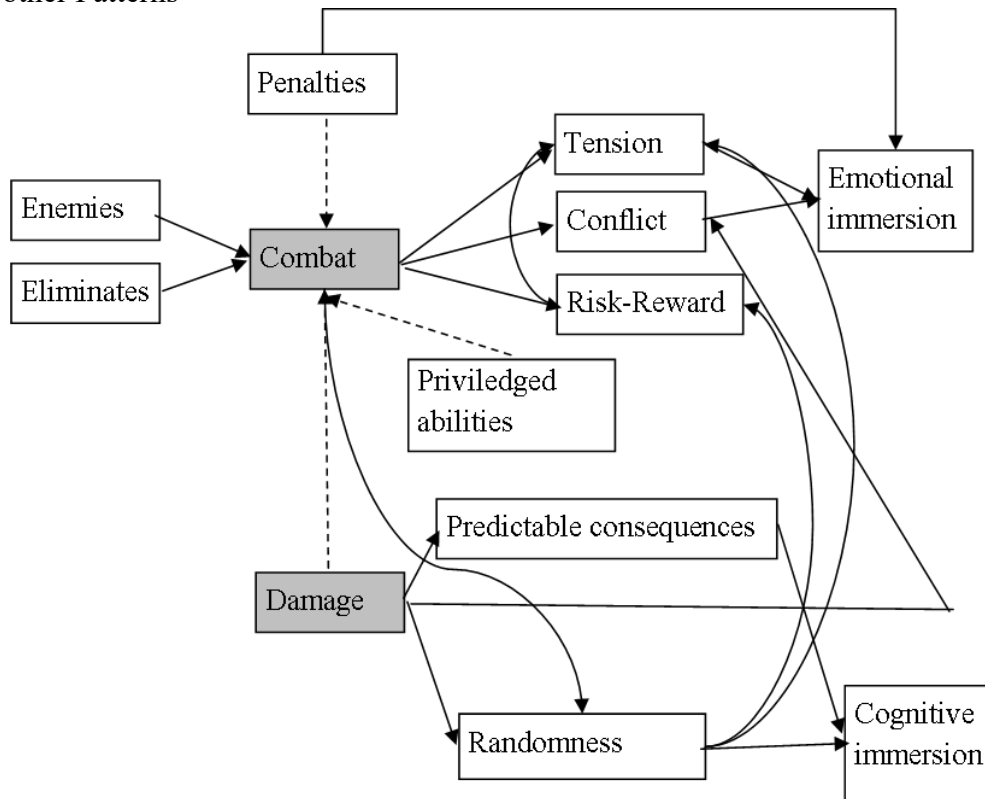 other Patterns
Penalties
Tension
Emotional
immersion
Enemies
Conflict
Combat
Eliminates
Risk-Reward
Priviledged
abilities
Predictable consequences
Damage
Cognitive
immersion
Randomness